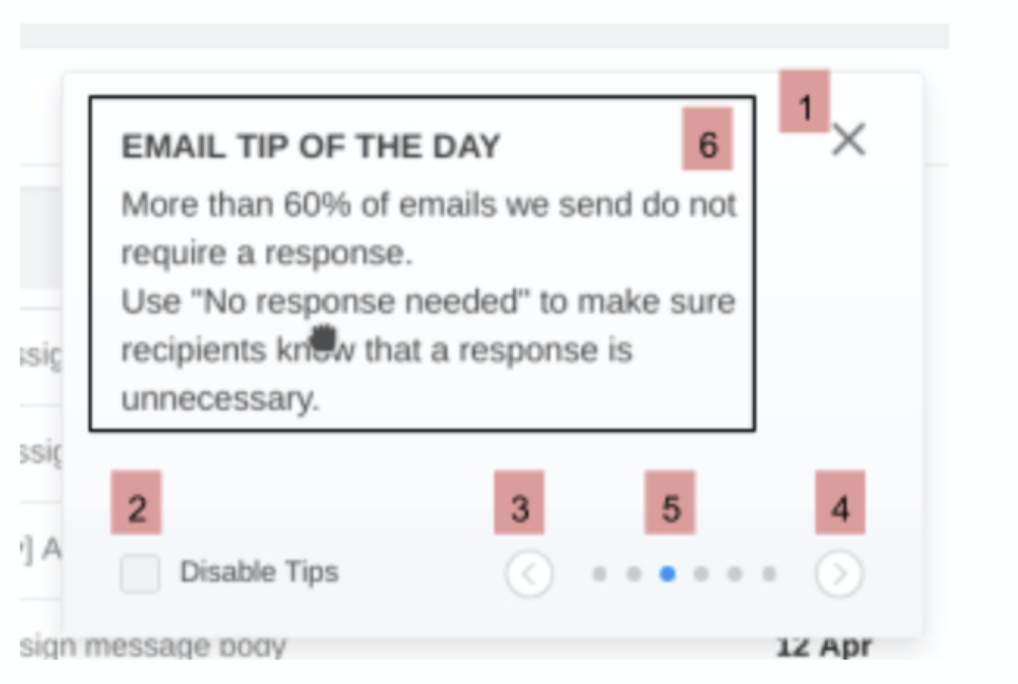 1
EMAIL TIP OF THE DAY 6
More than 60% of emails we send do not
require a response.
Use "No response needed" to make sure
recipients know that a response is
unnecessary.
ssig
ssig
2 3 5 4
] A
Disable Tips
sign message body 12 Apr